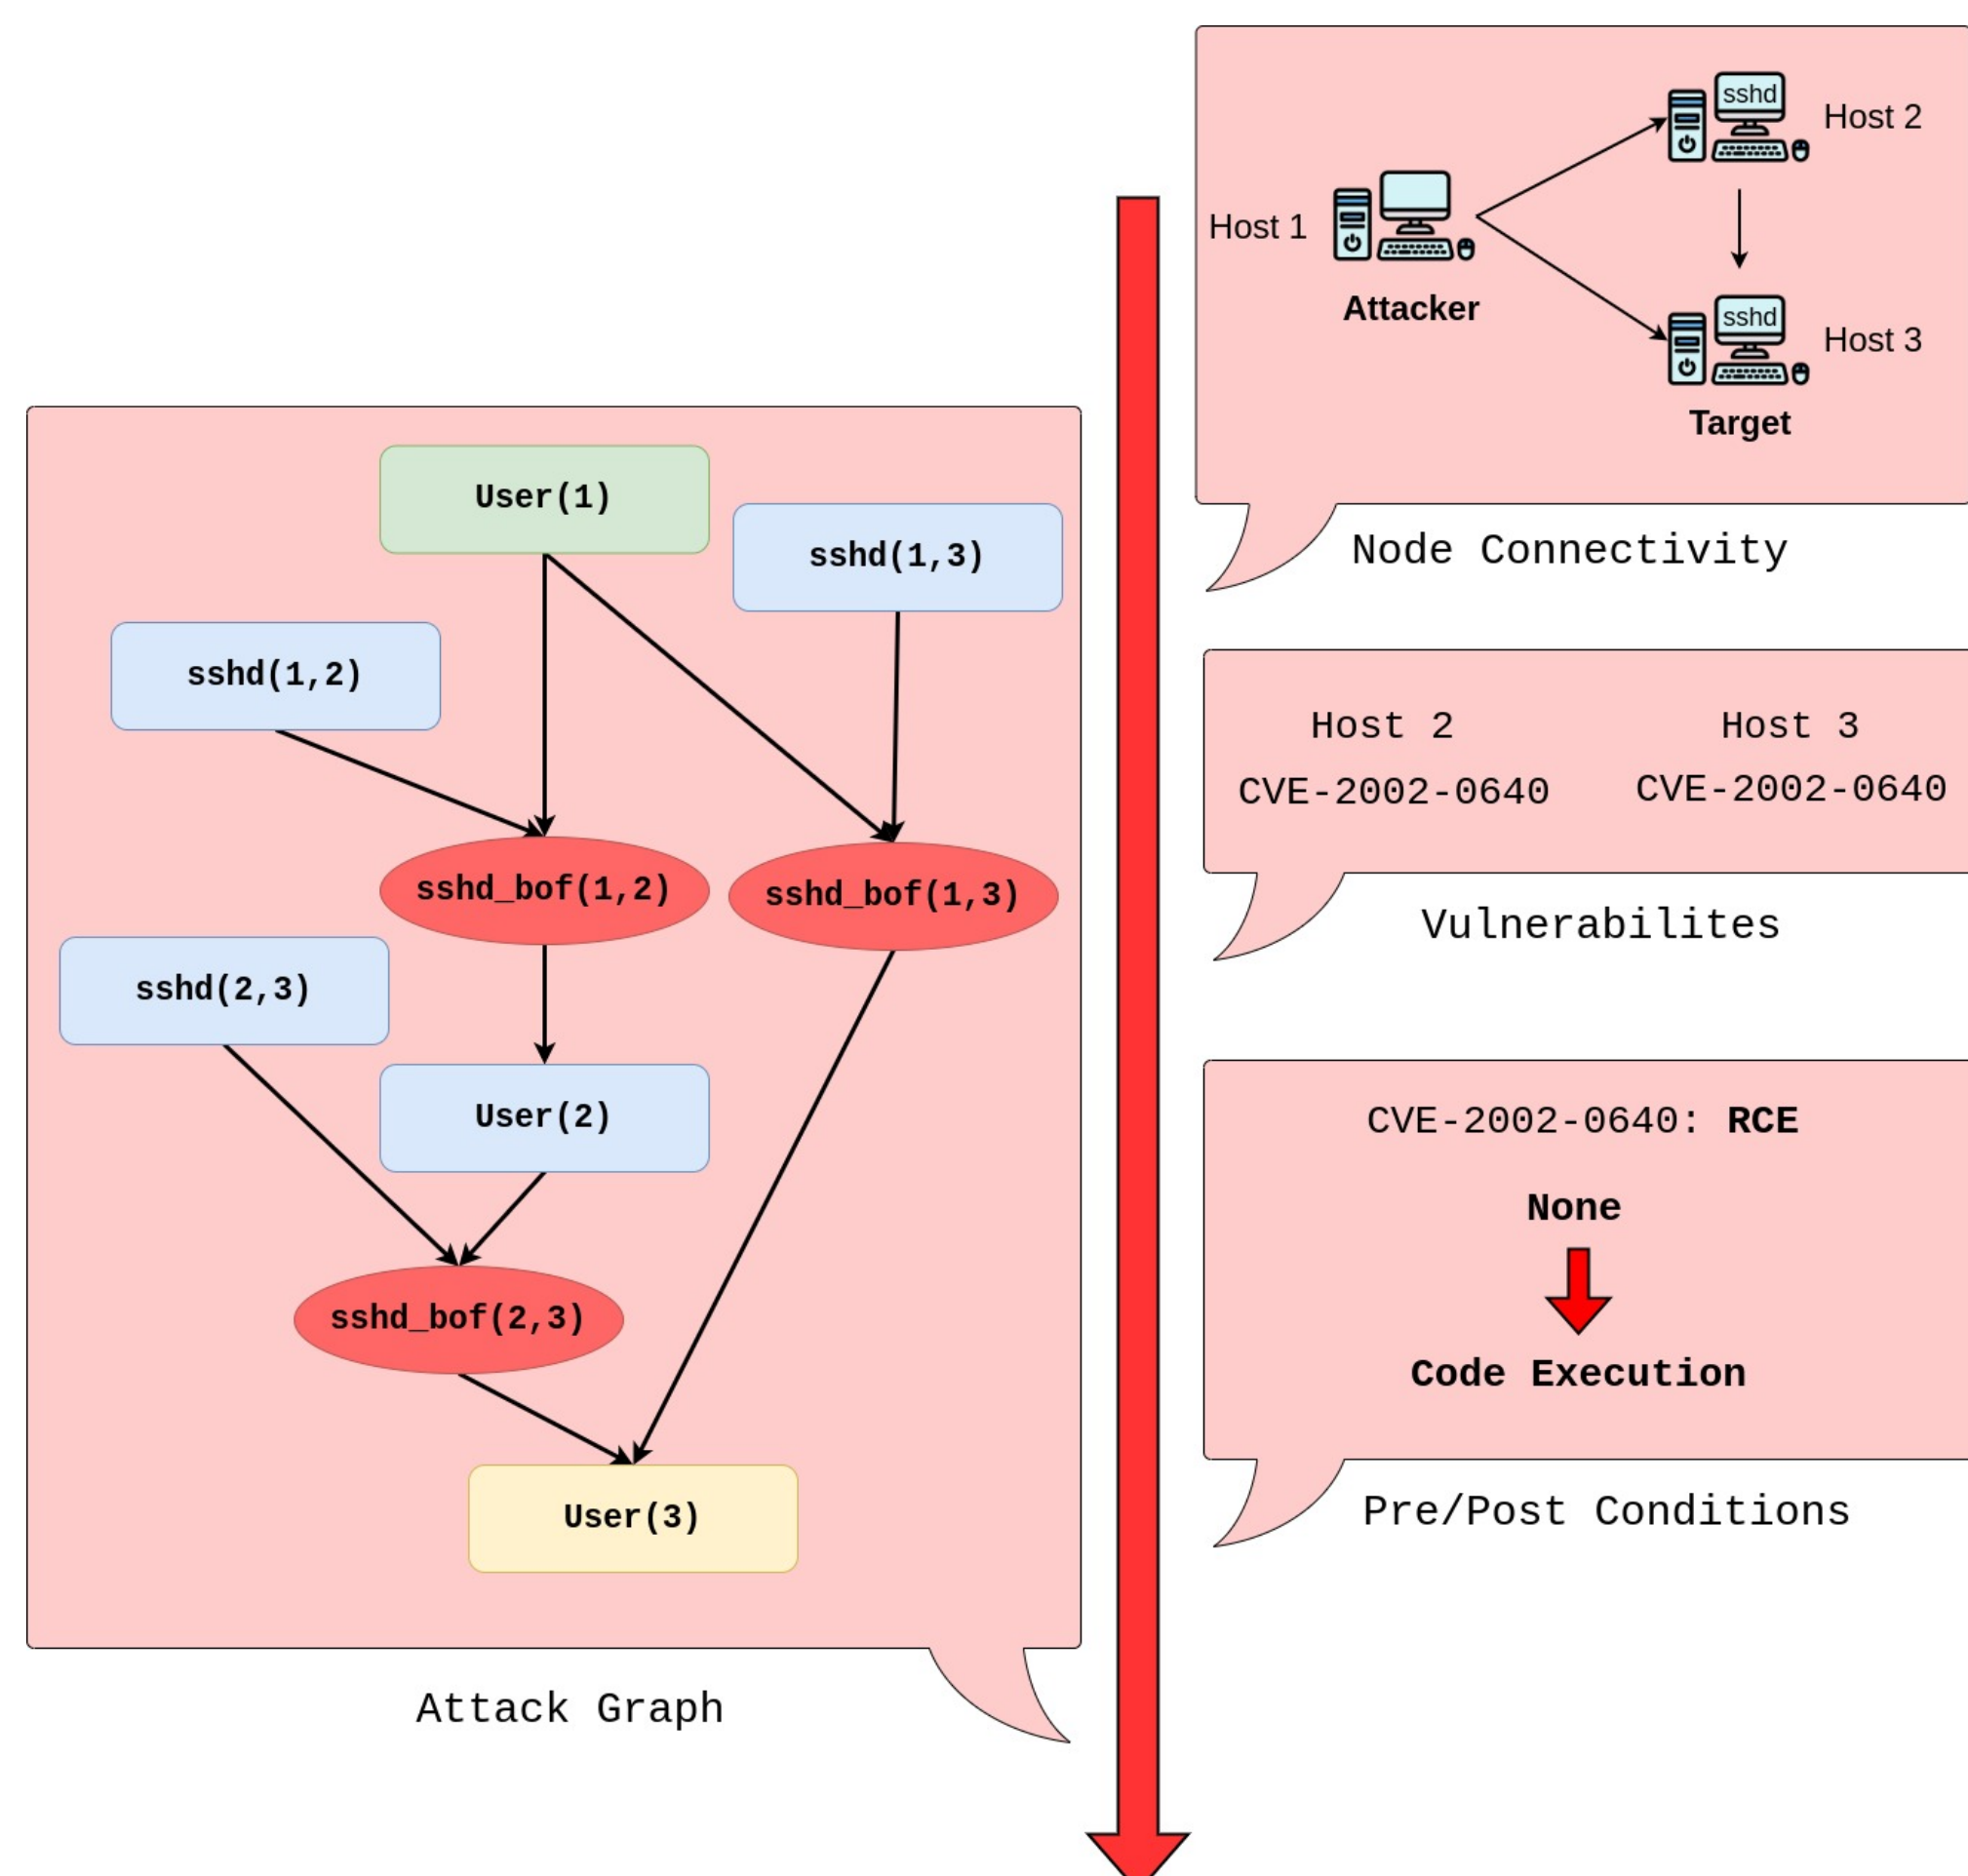 User(1)
sshd(1,3)
sshd(1,2)
sshd_bof(1,2)
sshd_bof(1,3)
sshd(2,3)
User(2)
sshd_bof(2,3)
User(3)
Attack Graph
sshd
Host 2
Host 1
Attacker
sshd
Host 3
Target
Node Connectivity
Host 2
Host 3
CVE-2002-0640
CVE-2002-0640
Vulnerabilites
CVE-2002-0640: RCE
None
Code Execution
Pre/Post Conditions